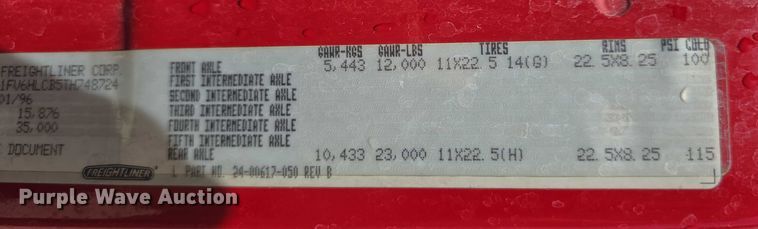 GAWR-KGS GAWR-LBS TIRES RIMS PSI COLD
FREIGHTLINER CORP. FRONT AXLE 5,443 12,000 11X22.5 14(G) 22.5X8.25 100
1FV6HLCB5TH748724 FIRST INTERMEDIATE AXLE
01/96 SECOND INTERMEDIATE AXLE
15,876 THIRD INTERMEDIATE AXLE
35,000 FOURTH INTERMEDIATE AXLE
FIFTH INTERMEDIATE AXLE
DOCUMENT REAR AXLE 10,433 23,000 11X22.5(H) 22.5X8.25 115
FREIGHTLINER L PART NO. 24-00617-050 REV B
Purple Wave Auction